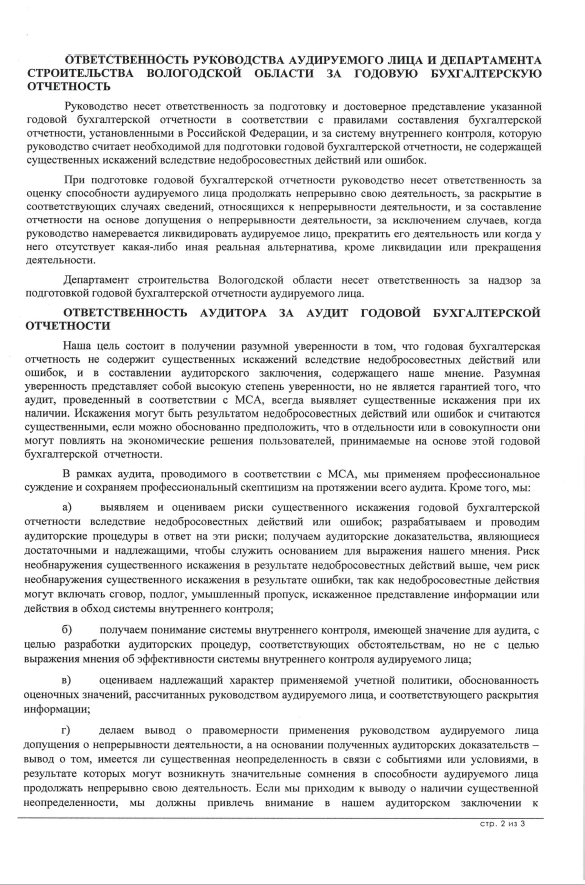 ОТВЕТСТВЕННОСТЬ РУКОВОДСТВА АУДИРУЕМОГО ЛИЦА И ДЕПАРТАМЕНТА
СТРОИТЕЛЬСТВА ВОЛОГОДСКОЙ ОБЛАСТИ ЗА ГОДОВУЮ БУХГАЛТЕРСКУЮ
ОТЧЕТНОСТЬ
Руководство несет ответственность за подготовку и достоверное представление указанной
годовой бухгалтерской отчетности в соответствии с правилами составления бухгалтерской
отчетности, установленными в Российской Федерации, и за систему внутреннего контроля, которую
руководство считает необходимой для подготовки годовой бухгалтерской отчетности, не содержащей
существенных искажений вследствие недобросовестных действий или ошибок.
При подготовке годовой бухгалтерской отчетности руководство несет ответственность за
оценку способности аудируемого лица продолжать непрерывно свою деятельность, за раскрытие в
соответствующих случаях сведений, относящихся к непрерывности деятельности, и за составление
отчетности на основе допущения о непрерывности деятельности, за исключением случаев, когда
руководство намеревается ликвидировать аудируемое лицо, прекратить его деятельность или когда у
него отсутствует какая-либо иная реальная альтернатива, кроме ликвидации или прекращения
деятельности.
Департамент строительства Вологодской области несет ответственность за надзор за
подготовкой годовой бухгалтерской отчетности аудируемого лица.
ОТВЕТСТВЕННОСТЬ АУДИТОРА ЗА АУДИТ ГОДОВОЙ БУХГАЛТЕРСКОЙ
ОТЧЕТНОСТИ
Наша цель состоит в получении разумной уверенности в том, что годовая бухгалтерская
отчетность не содержит существенных искажений вследствие недобросовестных действий или
ошибок, и в составлении аудиторского заключения, содержащего наше мнение. Разумная
уверенность представляет собой высокую степень уверенности, но не является гарантией того, что
аудит, проведенный в соответствии с МСА, всегда выявляет существенные искажения при их
наличии. Искажения могут быть результатом недобросовестных действий или ошибок и считаются
существенными, если можно обоснованно предположить, что в отдельности или в совокупности они
могут повлиять на экономические решения пользователей, принимаемые на основе этой годовой
бухгалтерской отчетности.
В рамках аудита, проводимого в соответствии с МСА, мы применяем профессиональное
суждение и сохраняем профессиональный скептицизм на протяжении всего аудита. Кроме того, мы:
а) выявляем и оцениваем риски существенного искажения годовой бухгалтерской
отчетности вследствие недобросовестных действий или ошибок; разрабатываем и проводим
аудиторские процедуры в ответ на эти риски; получаем аудиторские доказательства, являющиеся
достаточными и надлежащими, чтобы служить основанием для выражения нашего мнения. Риск
необнаружения существенного искажения в результате недобросовестных действий выше, чем риск
необнаружения существенного искажения в результате ошибки, так как недобросовестные действия
могут включать сговор, подлог, умышленный пропуск, искаженное представление информации или
действия в обход системы внутреннего контроля;
б) получаем понимание системы внутреннего контроля, имеющей значение для аудита, с
целью разработки аудиторских процедур, соответствующих обстоятельствам, но не с целью
выражения мнения об эффективности системы внутреннего контроля аудируемого лица;
в) оцениваем надлежащий характер применяемой учетной политики, обоснованность
оценочных значений, рассчитанных руководством аудируемого лица, и соответствующего раскрытия
информации;
г) делаем вывод о правомерности применения руководством аудируемого лица
допущения о непрерывности деятельности, а на основании полученных аудиторских доказательств –
вывод о том, имеется ли существенная неопределенность в связи с событиями или условиями, в
результате которых могут возникнуть значительные сомнения в способности аудируемого лица
продолжать непрерывно свою деятельность. Если мы приходим к выводу о наличии существенной
неопределенности, мы должны привлечь внимание в нашем аудиторском заключении к
стр. 2 из 3